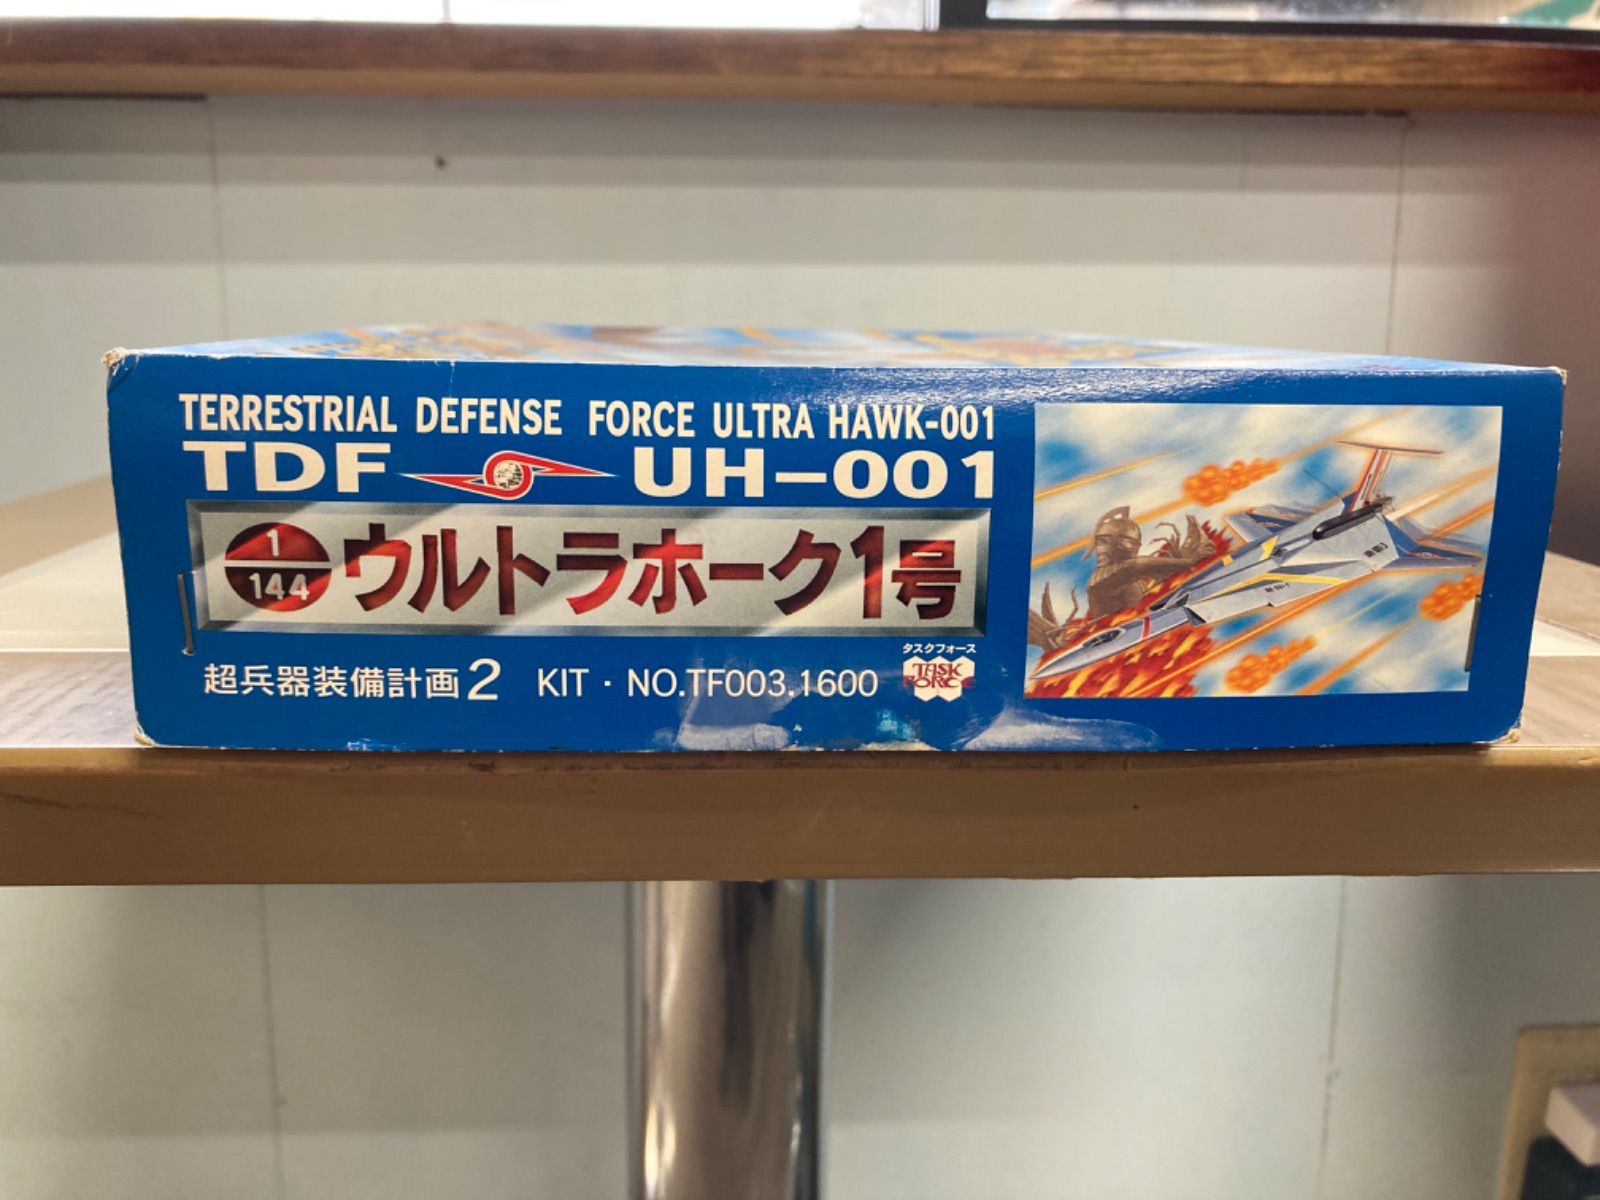 TERRESTRIAL DEFENSE FORCE ULTRA HAWK-001
TDF UH-001
1/144 ウルトラホーク1号
超兵器装備計画2 KIT・NO.TF003.1600
タスクフォース
TASK FORCE